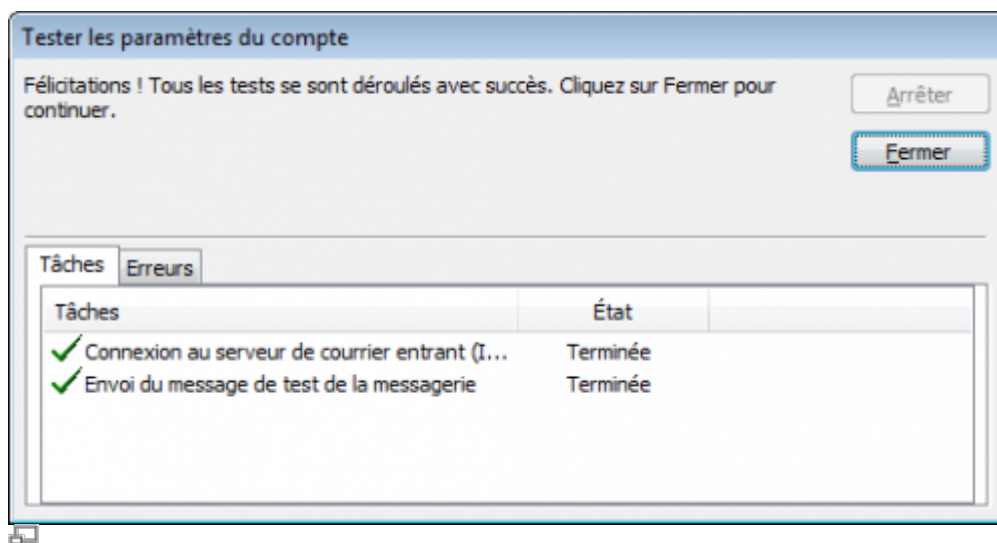 Tester les paramètres du compte
Félicitations ! Tous les tests se sont déroulés avec succès. Cliquez sur Fermer pour
continuer.
Arrêter
Fermer
Tâches Erreurs
Tâches État
Connexion au serveur de courrier entrant (I... Terminée
Envoi du message de test de la messagerie Terminée